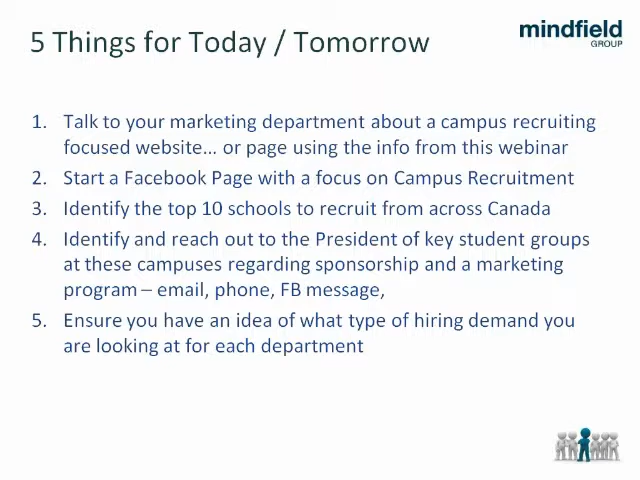 5 Things for Today / Tomorrow
mindfield
GROUP
1. Talk to your marketing department about a campus recruiting
focused website... or page using the info from this webinar
2. Start a Facebook Page with a focus on Campus Recruitment
3. Identify the top 10 schools to recruit from across Canada
4. Identify and reach out to the President of key student groups
at these campuses regarding sponsorship and a marketing
program – email, phone, FB message,
5. Ensure you have an idea of what type of hiring demand you
are looking at for each department